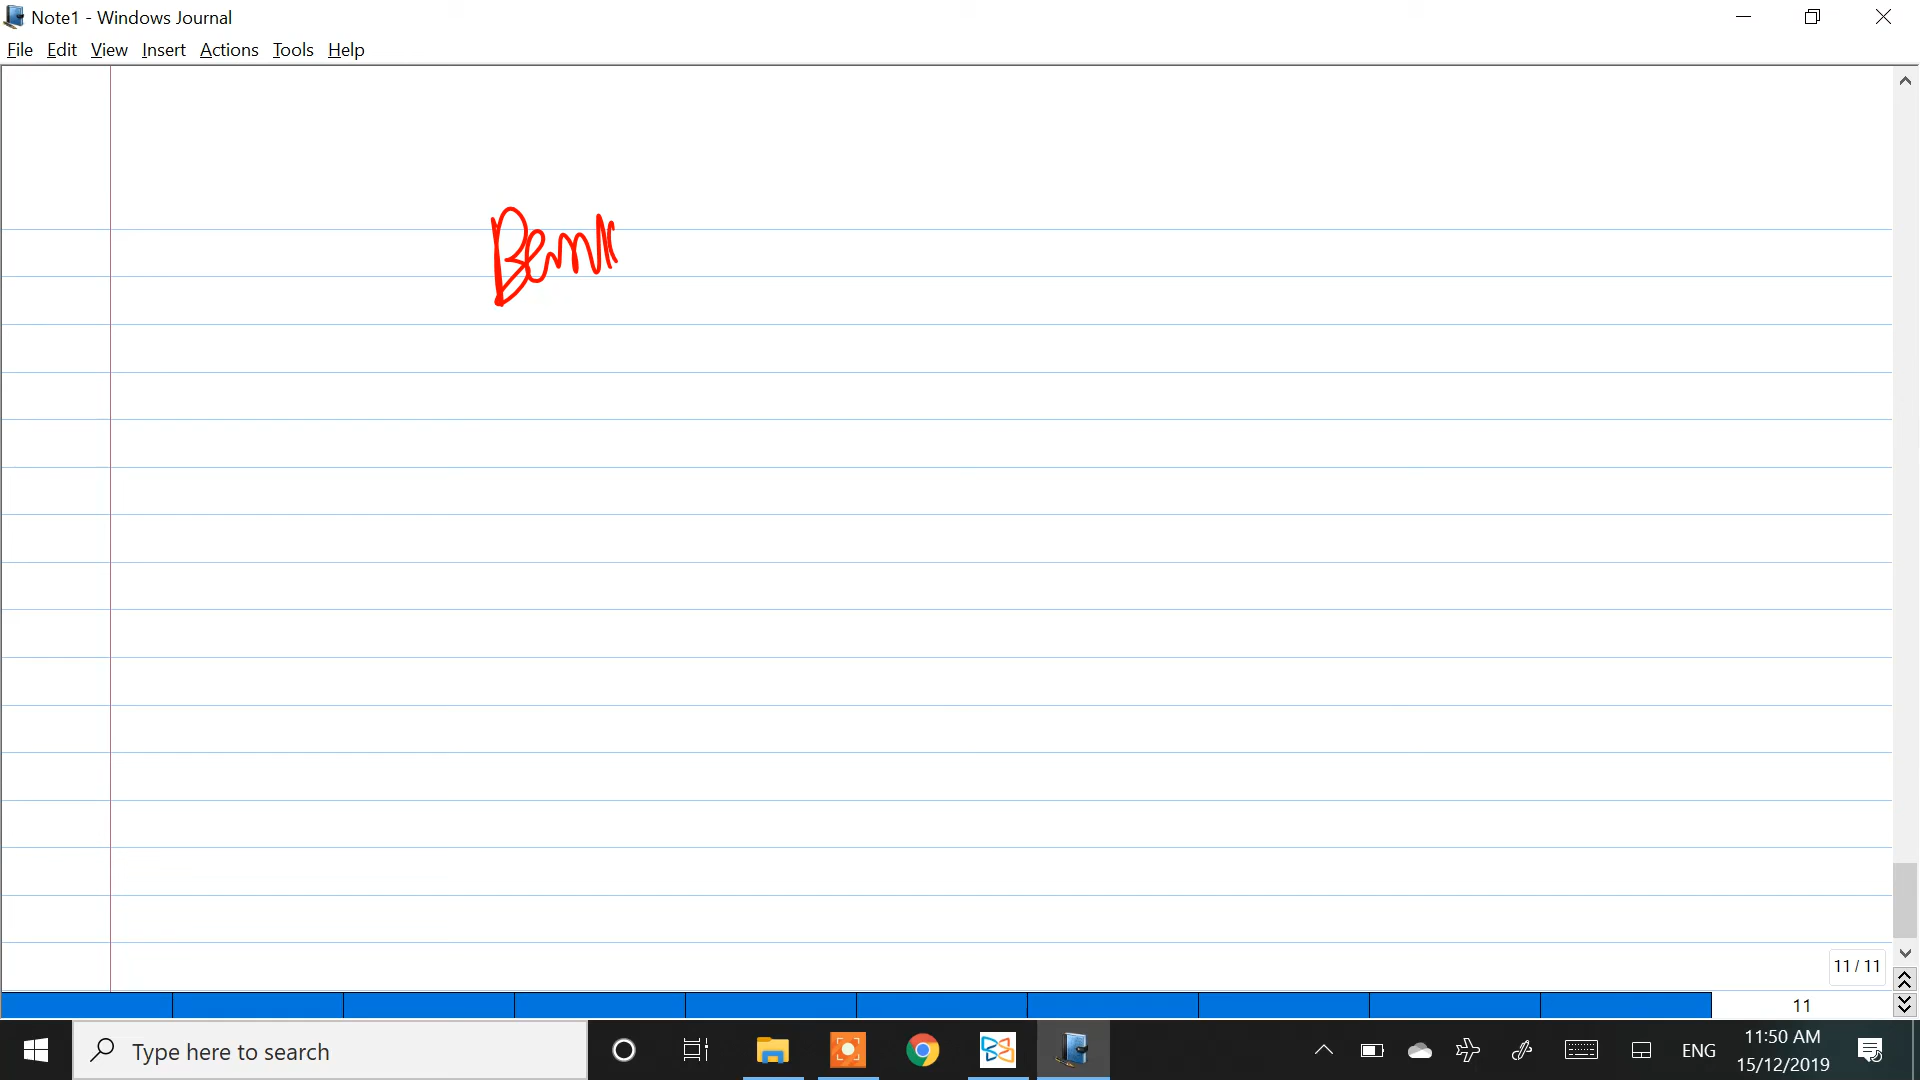 Note1 - Windows Journal
File Edit View Insert Actions Tools Help
11 / 11
11
Type here to search
ENG
11:50 AM
15/12/2019